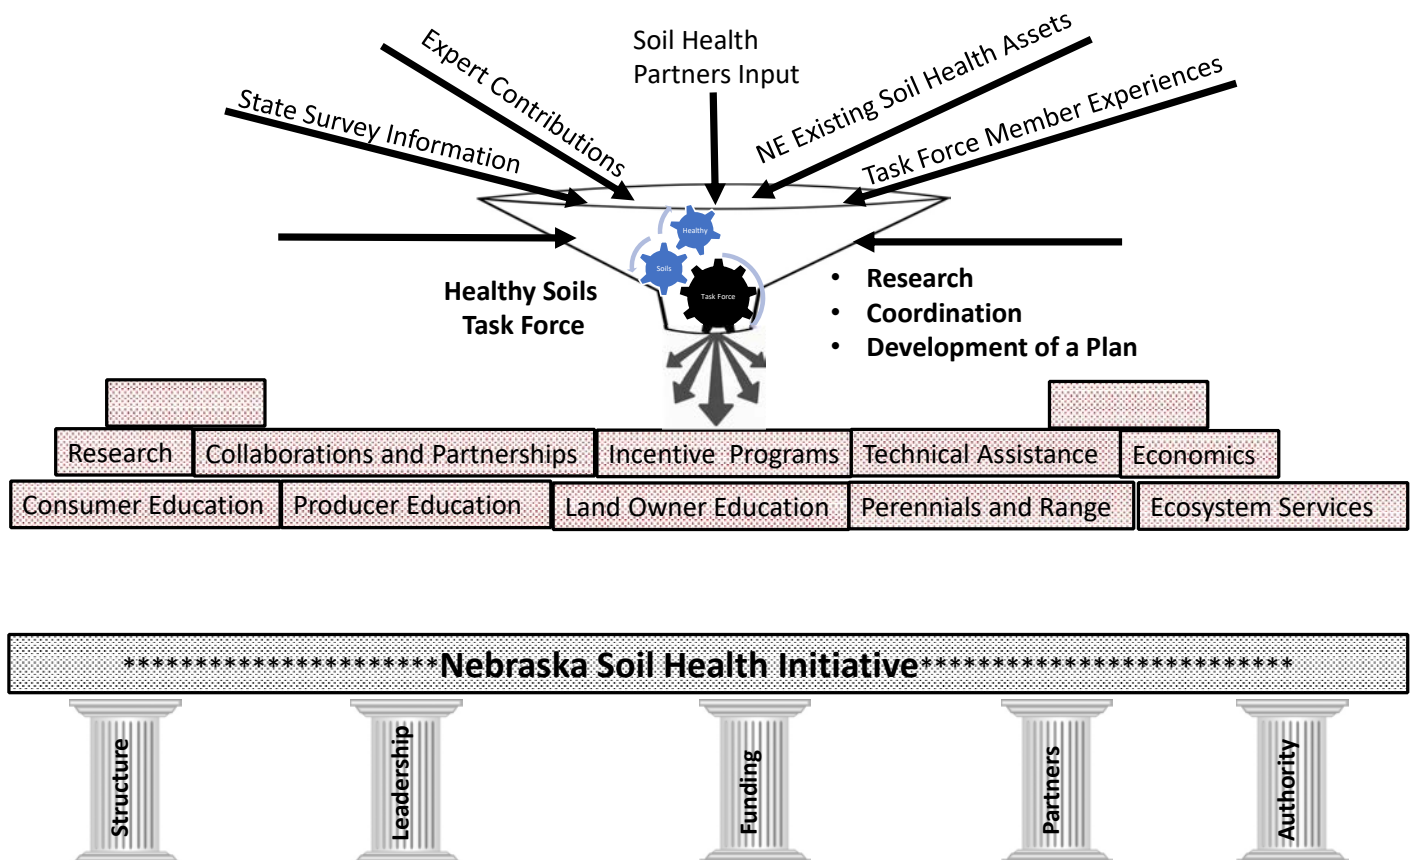 Expert Contributions
Soil Health
Partners Input
NE Existing Soil Health Assets
State Survey Information
Task Force Member Experiences
Healthy
Soils
Task Force
Healthy Soils
Task Force
• Research
• Coordination
• Development of a Plan
Research
Collaborations and Partnerships
Incentive Programs
Technical Assistance
Economics
Consumer Education
Producer Education
Land Owner Education
Perennials and Range
Ecosystem Services
**********************Nebraska Soil Health Initiative**************************
Structure
Leadership
Funding
Partners
Authority